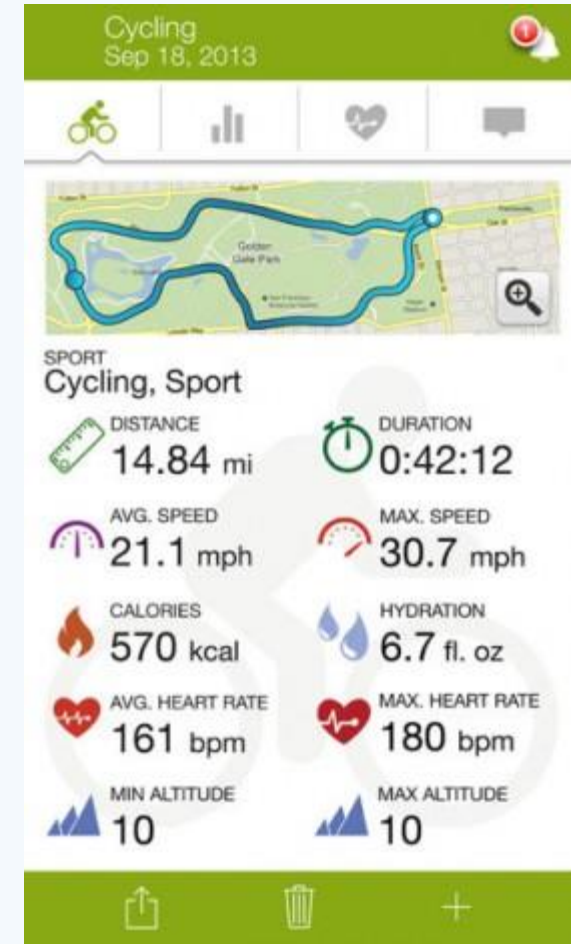 Cycling
Sep 18, 2013
1
Golden
Gate Park
SPORT
Cycling, Sport
DISTANCE
14.84 mi
DURATION
0:42:12
AVG. SPEED
21.1 mph
MAX. SPEED
30.7 mph
CALORIES
570 kcal
HYDRATION
6.7 fl. oz
AVG. HEART RATE
161 bpm
MAX. HEART RATE
180 bpm
MIN ALTITUDE
10
MAX ALTITUDE
10